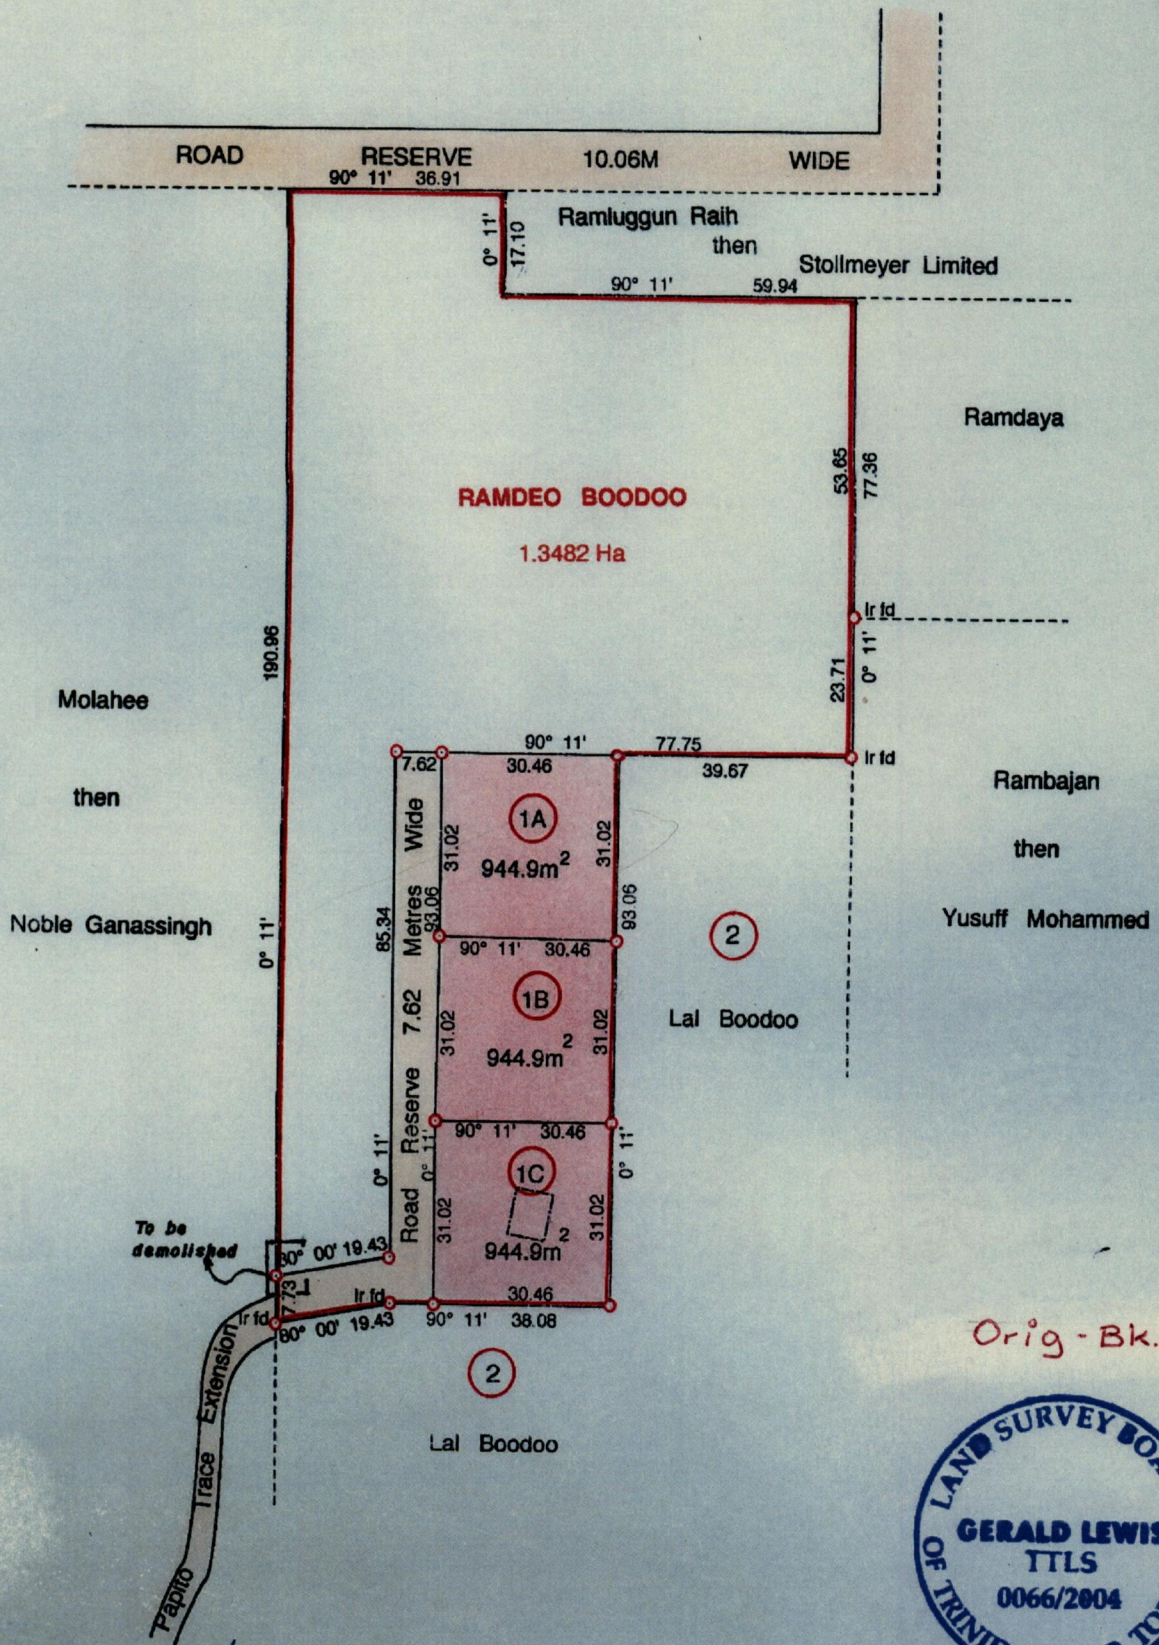 ROAD RESERVE 10.06M WIDE
90° 11' 36.91
0° 11'
17.10
Ramluggun Raih
then
Stollmeyer Limited
90° 11' 59.94
Ramdaya
53.65
77.36
RAMDEO BOODOO
1.3482 Ha
Ir fd
23.71
0° 11'
190.96
0° 11'
Molahee
then
Noble Ganassingh
90° 11' 77.75
7.62 30.46 39.67
Ir fd
Rambajan
then
Yusuff Mohammed
1A
944.9m2
31.02
31.02
93.06
93.06
85.34
0° 11'
Road Reserve 7.62 Metres Wide
0° 11'
90° 11' 30.46
2
Lal Boodoo
1B
944.9m2
31.02
31.02
90° 11' 30.46
0° 11'
1C
944.9m2
31.02
31.02
To be
demolished
80° 00' 19.43
7.73
Ir fd
Ir fd
80° 00' 19.43
30.46
90° 11' 38.08
2
Lal Boodoo
Papito Trace Extension
Orig - Bk.
LAND SURVEY BOA
GERALD LEWIS
TTLS
0066/2004
OF TRINI
TO